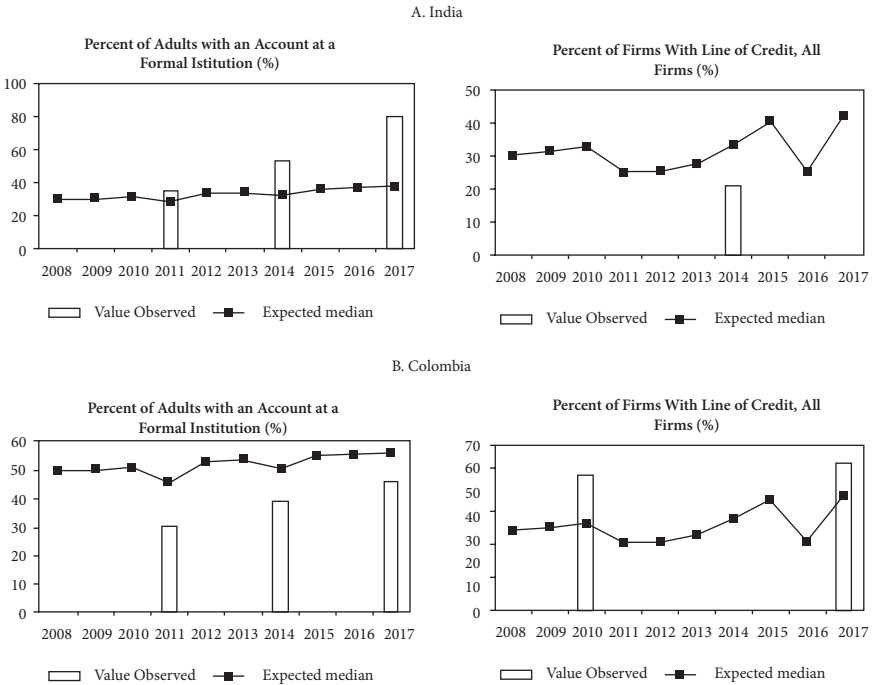 A. India
Percent of Adults with an Account at a
Formal Istitution (%)
100
80
60
40
20
0
2008 2009 2010 2011 2012 2013 2014 2015 2016 2017
Value Observed Expected median
Percent of Firms With Line of Credit, All
Firms (%)
50
40
30
20
10
0
2008 2009 2010 2011 2012 2013 2014 2015 2016 2017
Value Observed Expected median
B. Colombia
Percent of Adults with an Account at a
Formal Institution (%)
60
50
40
30
20
10
0
2008 2009 2010 2011 2012 2013 2014 2015 2016 2017
Value Observed Expected median
Percent of Firms With Line of Credit, All
Firms (%)
70
60
50
40
30
20
10
0
2008 2009 2010 2011 2012 2013 2014 2015 2016 2017
Value Observed Expected median